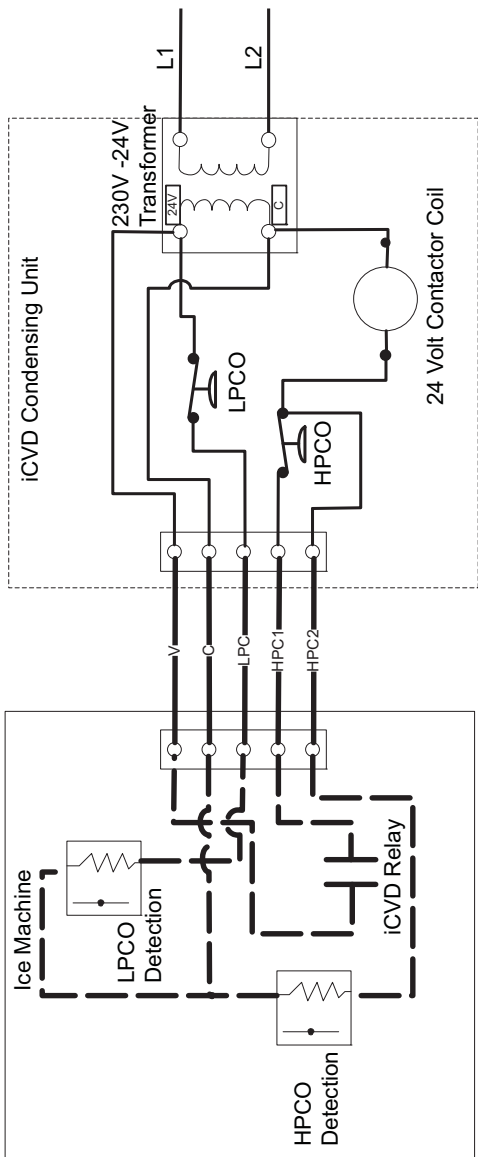 L1
L2
230V -24V
Transformer
24V
C
iCVD Condensing Unit
LPCO
HPCO
24 Volt Contactor Coil
V
C
LPC
HPC1
HPC2
Ice Machine
LPCO
Detection
iCVD Relay
HPCO
Detection